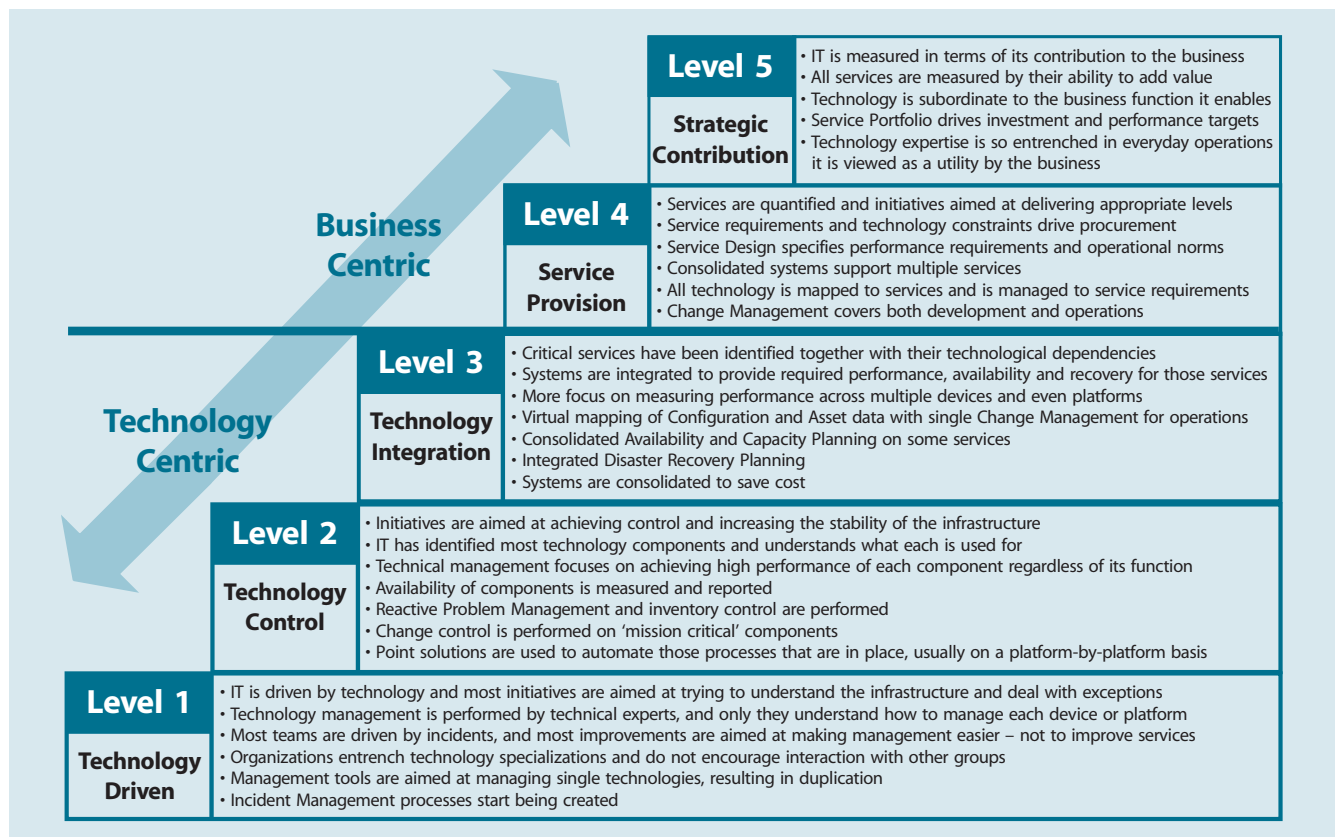 Level 5
Strategic
Contribution
• IT is measured in terms of its contribution to the business
• All services are measured by their ability to add value
• Technology is subordinate to the business function it enables
• Service Portfolio drives investment and performance targets
• Technology expertise is so entrenched in everyday operations
it is viewed as a utility by the business
Business
Centric
Level 4
Service
Provision
• Services are quantified and initiatives aimed at delivering appropriate levels
• Service requirements and technology constraints drive procurement
• Service Design specifies performance requirements and operational norms
• Consolidated systems support multiple services
• All technology is mapped to services and is managed to service requirements
• Change Management covers both development and operations
Technology
Centric
Level 3
Technology
Integration
• Critical services have been identified together with their technological dependencies
• Systems are integrated to provide required performance, availability and recovery for those services
• More focus on measuring performance across multiple devices and even platforms
• Virtual mapping of Configuration and Asset data with single Change Management for operations
• Consolidated Availability and Capacity Planning on some services
• Integrated Disaster Recovery Planning
• Systems are consolidated to save cost
Level 2
Technology
Control
• Initiatives are aimed at achieving control and increasing the stability of the infrastructure
• IT has identified most technology components and understands what each is used for
• Technical management focuses on achieving high performance of each component regardless of its function
• Availability of components is measured and reported
• Reactive Problem Management and inventory control are performed
• Change control is performed on ‘mission critical’ components
• Point solutions are used to automate those processes that are in place, usually on a platform-by-platform basis
Level 1
Technology
Driven
• IT is driven by technology and most initiatives are aimed at trying to understand the infrastructure and deal with exceptions
• Technology management is performed by technical experts, and only they understand how to manage each device or platform
• Most teams are driven by incidents, and most improvements are aimed at making management easier – not to improve services
• Organizations entrench technology specializations and do not encourage interaction with other groups
• Management tools are aimed at managing single technologies, resulting in duplication
• Incident Management processes start being created